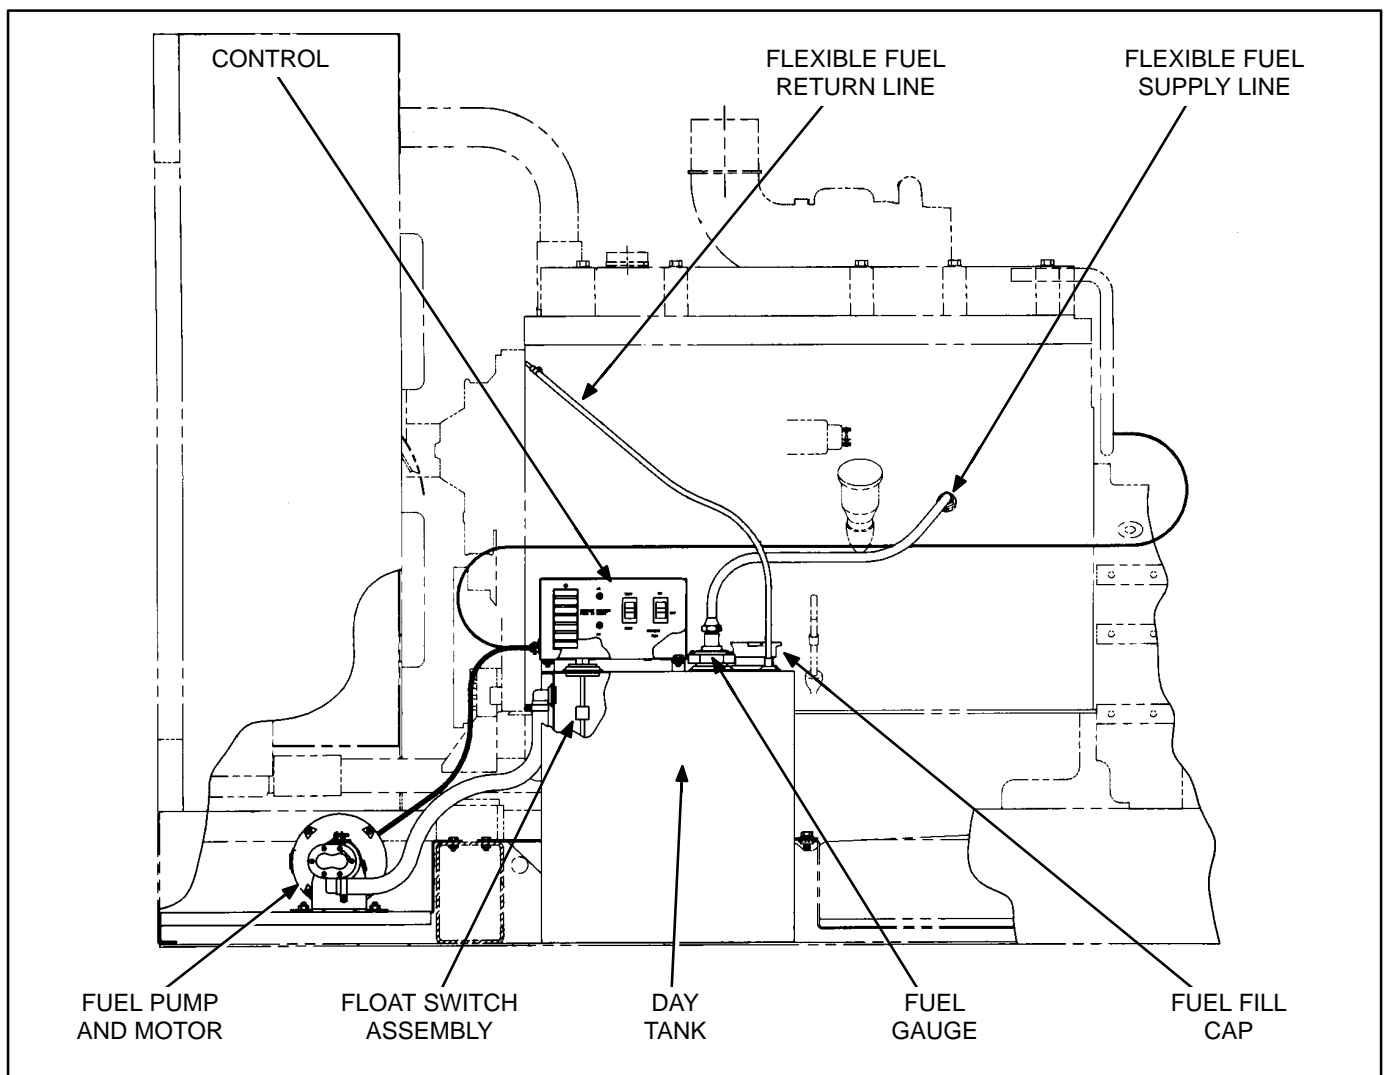 CONTROL
FLEXIBLE FUEL
RETURN LINE
FLEXIBLE FUEL
SUPPLY LINE
FUEL PUMP
AND MOTOR
FLOAT SWITCH
ASSEMBLY
DAY
TANK
FUEL
GAUGE
FUEL FILL
CAP